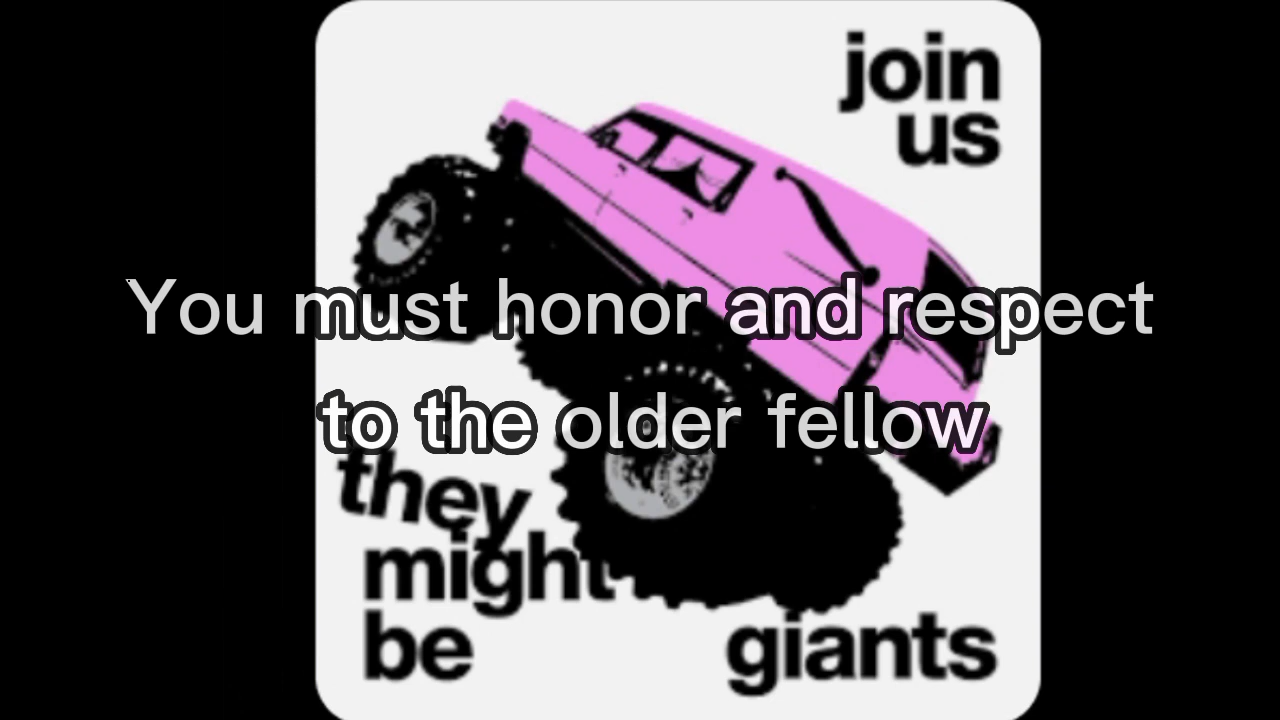 join
us
You must honor and respect
to the older fellow
they
might
be giants